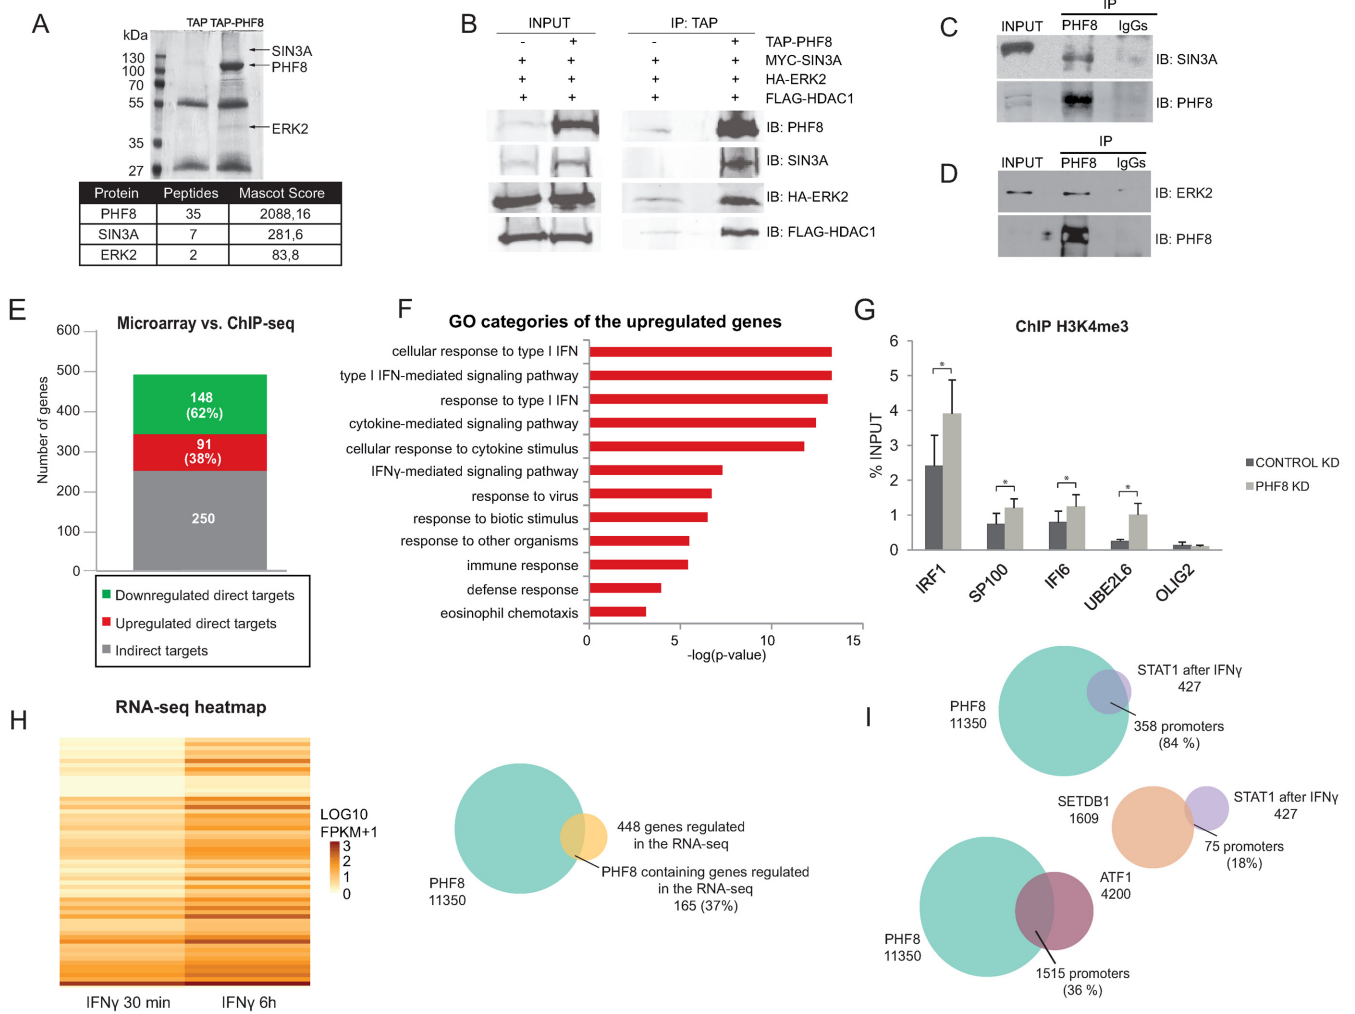 A
TAP TAP-PHF8
kDa
130
100
70
55
35
27
SIN3A
PHF8
ERK2
Protein Peptides Mascot Score
PHF8 35 2088,16
SIN3A 7 281,6
ERK2 2 83,8
B
INPUT IP: TAP
- + - + TAP-PHF8
+ + + + MYC-SIN3A
+ + + + HA-ERK2
+ + + + FLAG-HDAC1
IB: PHF8
IB: SIN3A
IB: HA-ERK2
IB: FLAG-HDAC1
C
IP
INPUT PHF8 IgGs
IB: SIN3A
IB: PHF8
D
IP
INPUT PHF8 IgGs
IB: ERK2
IB: PHF8
E
Microarray vs. ChIP-seq
Number of genes
600
500
400
300
200
100
0
148
(62%)
91
(38%)
250
Downregulated direct targets
Upregulated direct targets
Indirect targets
F
GO categories of the upregulated genes
cellular response to type I IFN
type I IFN-mediated signaling pathway
response to type I IFN
cytokine-mediated signaling pathway
cellular response to cytokine stimulus
IFNγ-mediated signaling pathway
response to virus
response to biotic stimulus
response to other organisms
immune response
defense response
eosinophil chemotaxis
0 5 10 15
-log(p-value)
G
ChIP H3K4me3
% INPUT
6
5
4
3
2
1
0
* * * *
IRF1 SP100 IFI6 UBE2L6 OLIG2
CONTROL KD
PHF8 KD
H
RNA-seq heatmap
LOG10
FPKM+1
3
2
1
0
IFNγ 30 min IFNγ 6h
PHF8
11350
448 genes regulated
in the RNA-seq
PHF8 containing genes regulated
in the RNA-seq
165 (37%)
I
PHF8
11350
STAT1 after IFNγ
427
358 promoters
(84 %)
SETDB1
1609
STAT1 after IFNγ
427
75 promoters
(18%)
PHF8
11350
ATF1
4200
1515 promoters
(36 %)